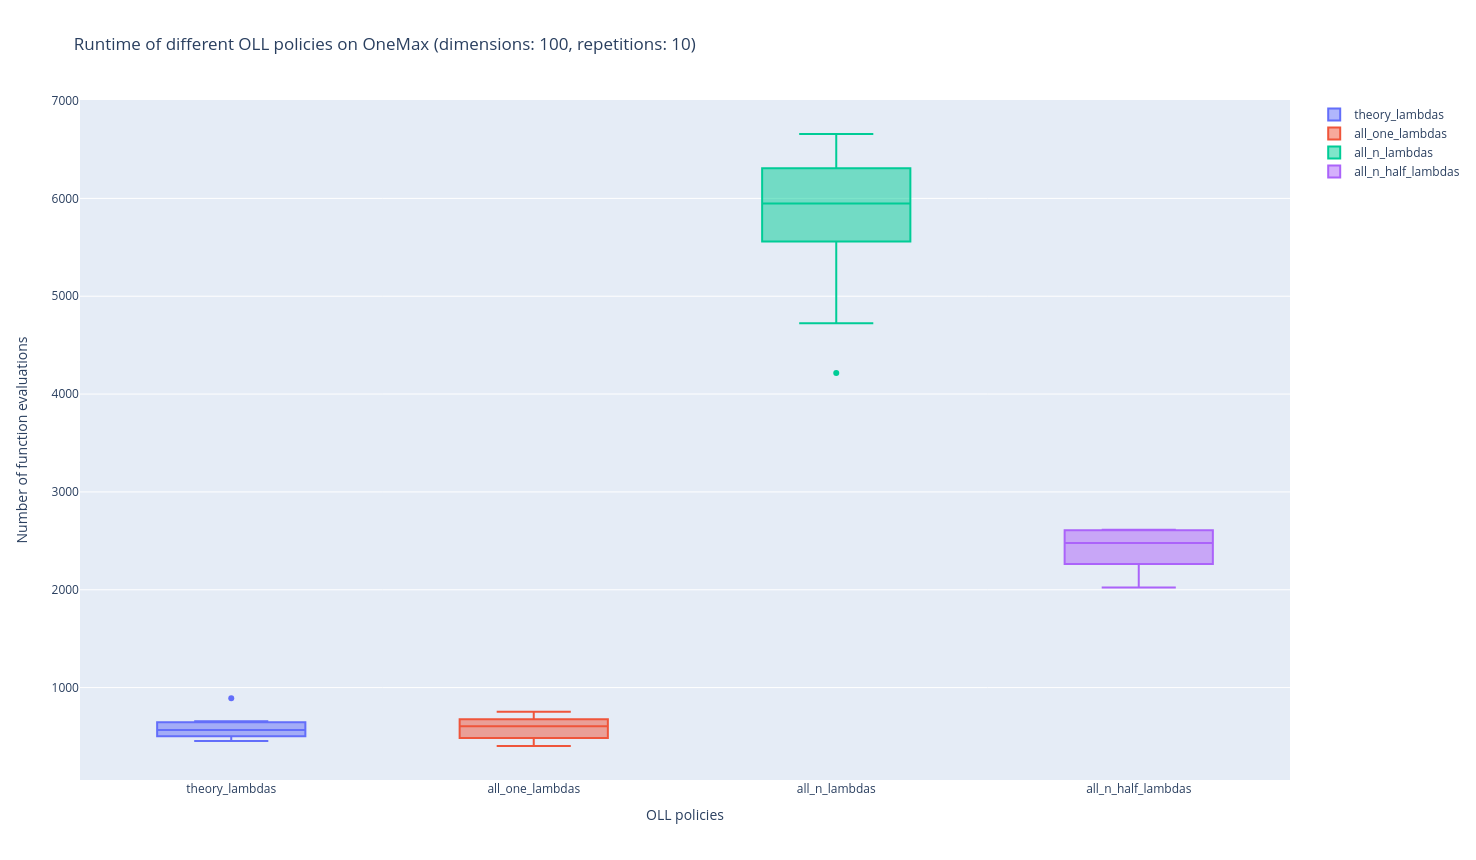 Runtime of different OLL policies on OneMax (dimensions: 100, repetitions: 10)
7000
6000
5000
4000
3000
2000
1000
Number of function evaluations
theory_lambdas
all_one_lambdas
all_n_lambdas
all_n_half_lambdas
OLL policies
theory_lambdas
all_one_lambdas
all_n_lambdas
all_n_half_lambdas